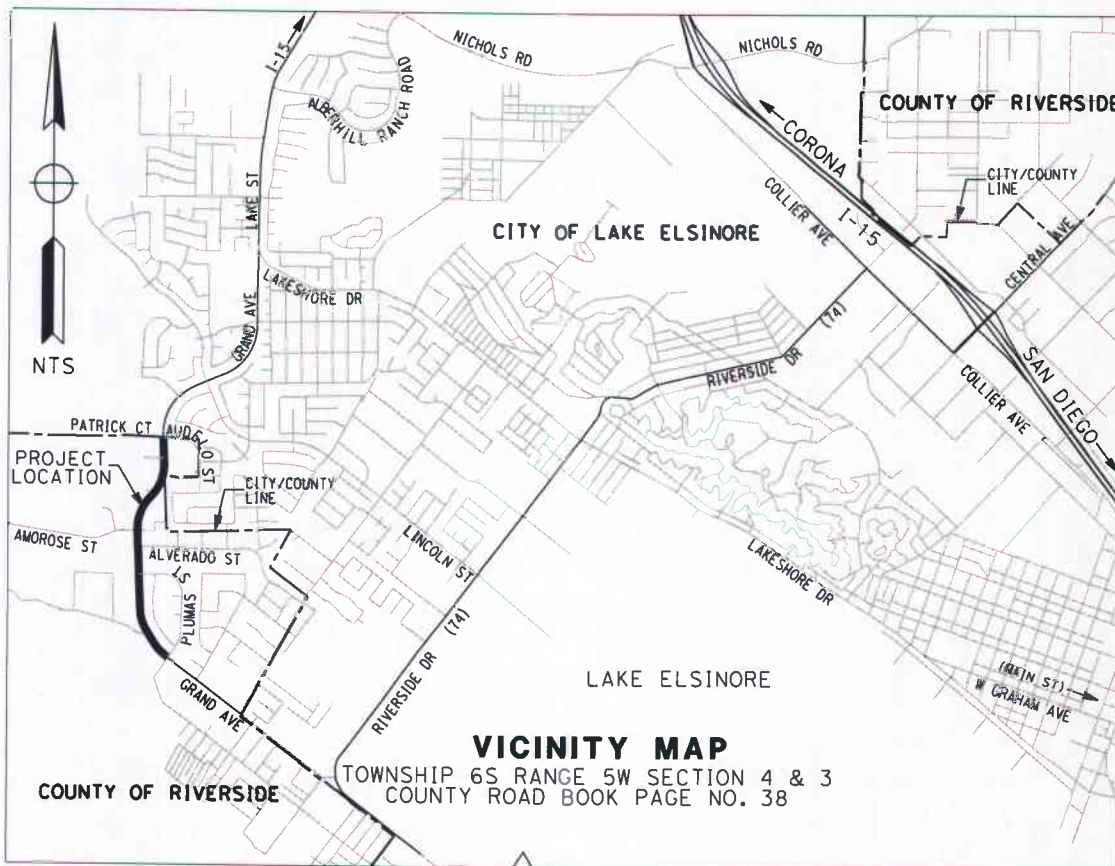 NICHOLS RD
NICHOLS RD
I-15
ALBERHILL RANCH ROAD
COUNTY OF RIVERSIDE
CORONA
CITY/COUNTY
LINE
LAKE ST
COLLIER AVE
I-15
CITY OF LAKE ELSINORE
CENTRAL AVE
LAKESHORE DR
GRAND AVE
(74)
NTS
RIVERSIDE DR
SAN DIEGO
COLLIER AVE
PATRICK CT
ST
PROJECT
LOCATION
CITY/COUNTY
LINE
AMOROSE ST
ALVERADO ST
LINCOLN ST
LAKESHORE DR
PLUMAS ST
(74)
RIVERSIDE DR
LAKE ELSINORE
(MAIN ST)
W GRAHAM AVE
GRAND AVE
VICINITY MAP
TOWNSHIP 6S RANGE 5W SECTION 4 & 3
COUNTY ROAD BOOK PAGE NO. 38
COUNTY OF RIVERSIDE